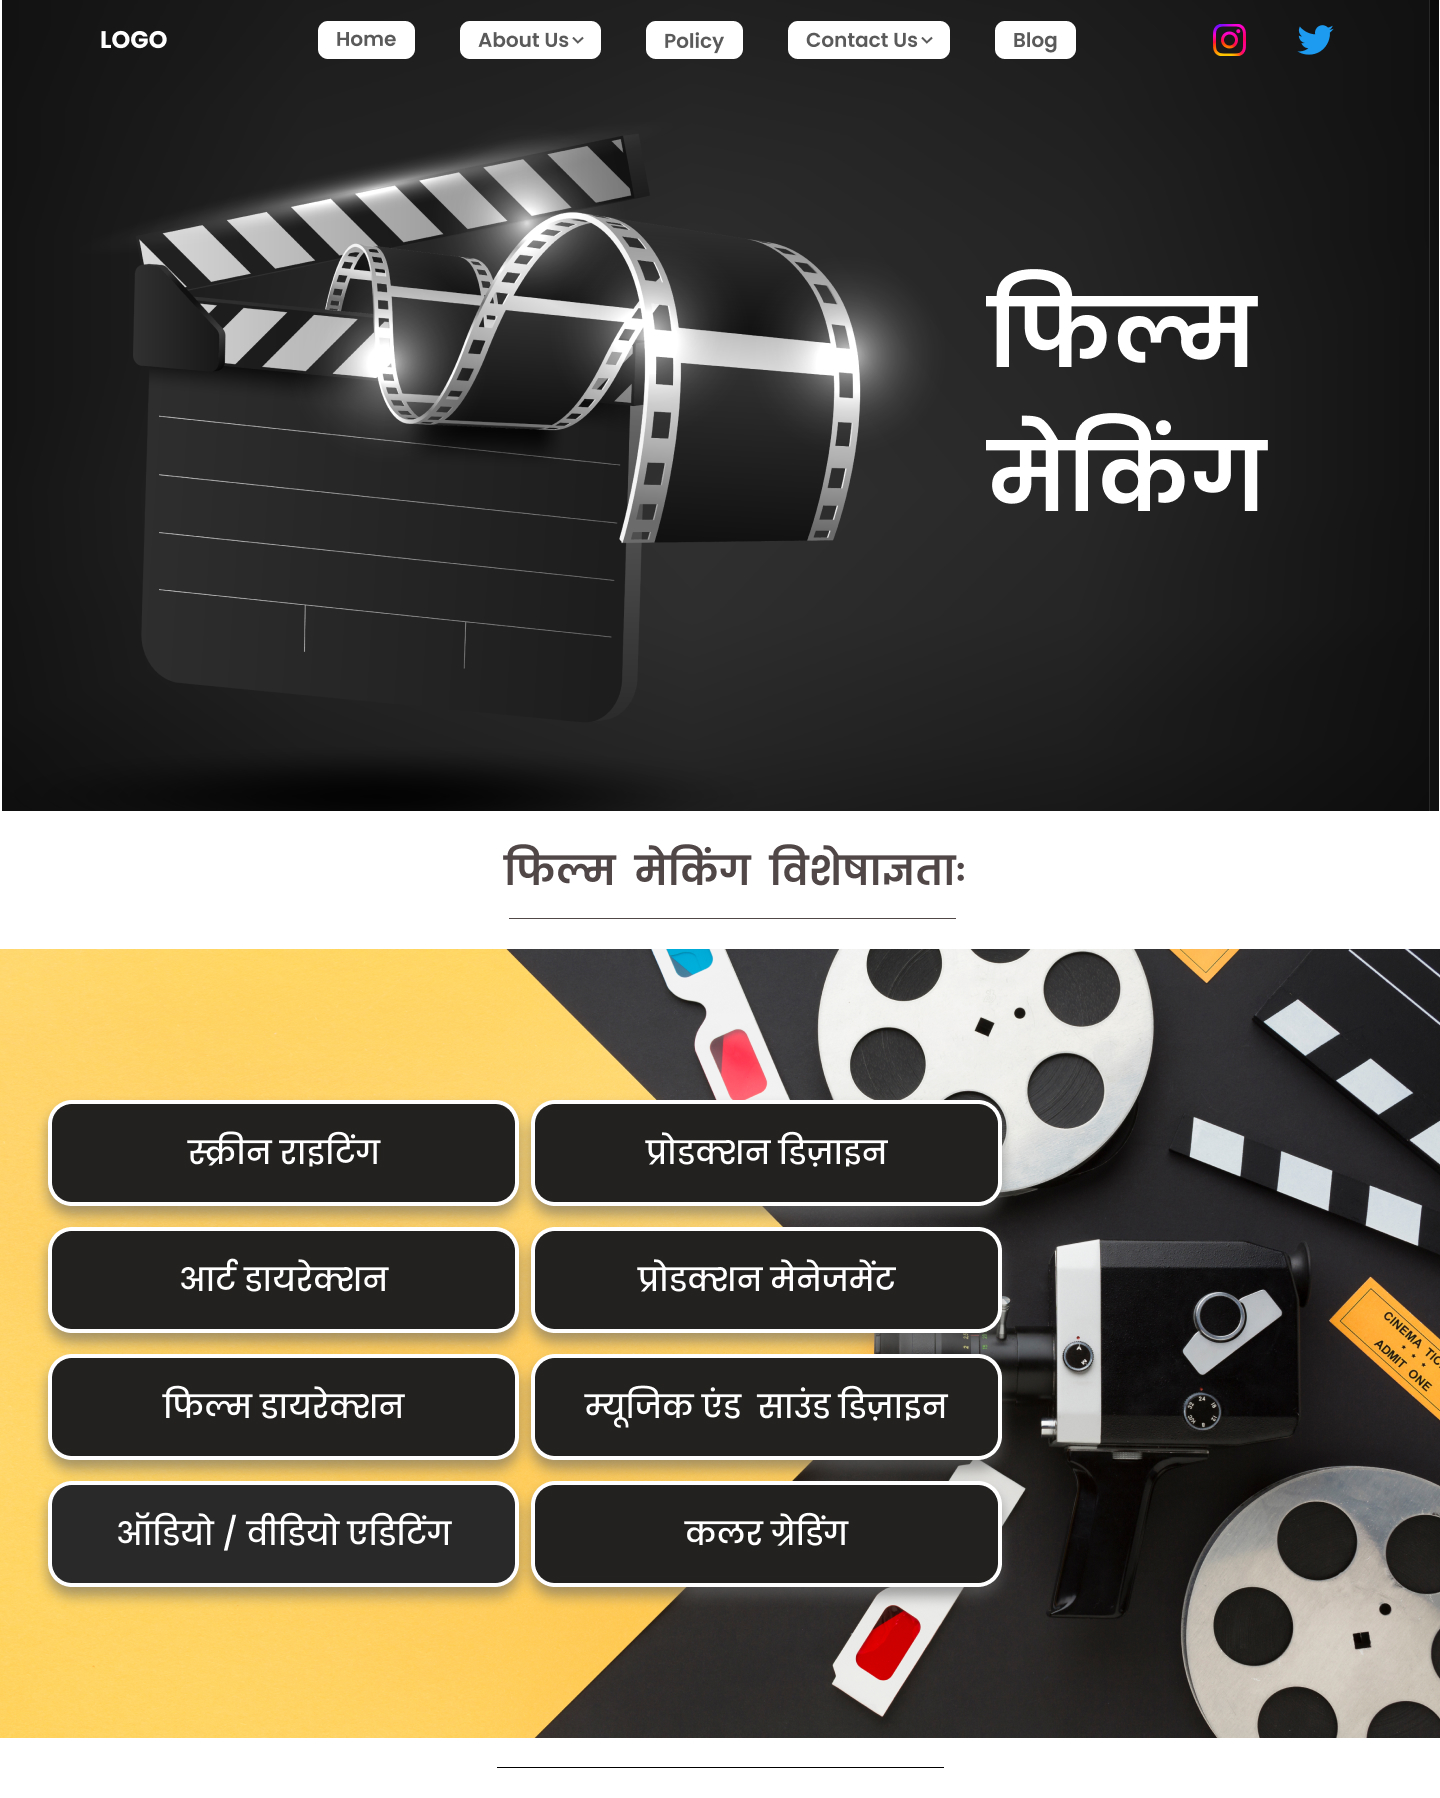 LOGO
Home
About Us
Policy
Contact Us
Blog
फिल्म
मेकिंग
फिल्म मेकिंग विशेषाज्ञताः
स्क्रीन राइटिंग
प्रोडक्शन डिज़ाइन
आर्ट डायरेक्शन
प्रोडक्शन मेनेजमेंट
फिल्म डायरेक्शन
म्यूजिक एंड साउंड डिज़ाइन
ऑडियो / वीडियो एडिटिंग
कलर ग्रेडिंग
CINEMA
ADMIT ONE